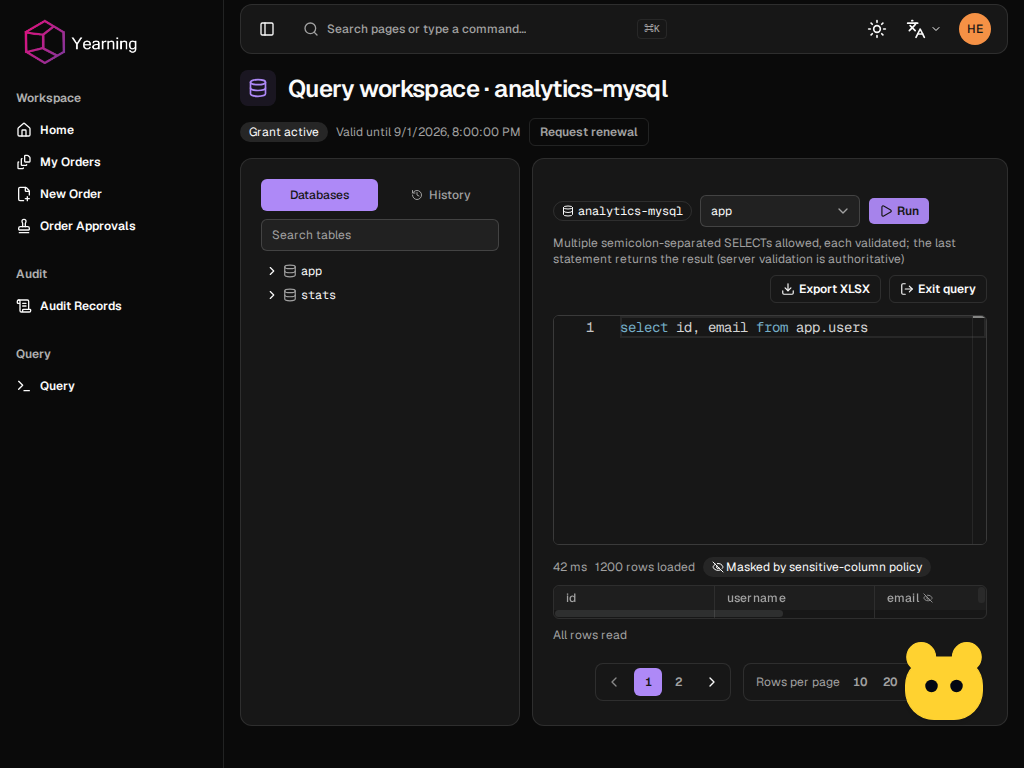 Yearning
Search pages or type a command...
⌘K
HE
Workspace
Home
My Orders
New Order
Order Approvals
Audit
Audit Records
Query
Query
Query workspace · analytics-mysql
Grant active
Valid until 9/1/2026, 8:00:00 PM
Request renewal
Databases
History
Search tables
app
stats
analytics-mysql
app
Run
Multiple semicolon-separated SELECTs allowed, each validated; the last
statement returns the result (server validation is authoritative)
Export XLSX
Exit query
1 select id, email from app.users
42 ms 1200 rows loaded
Masked by sensitive-column policy
id username email
All rows read
1 2
Rows per page 10 20